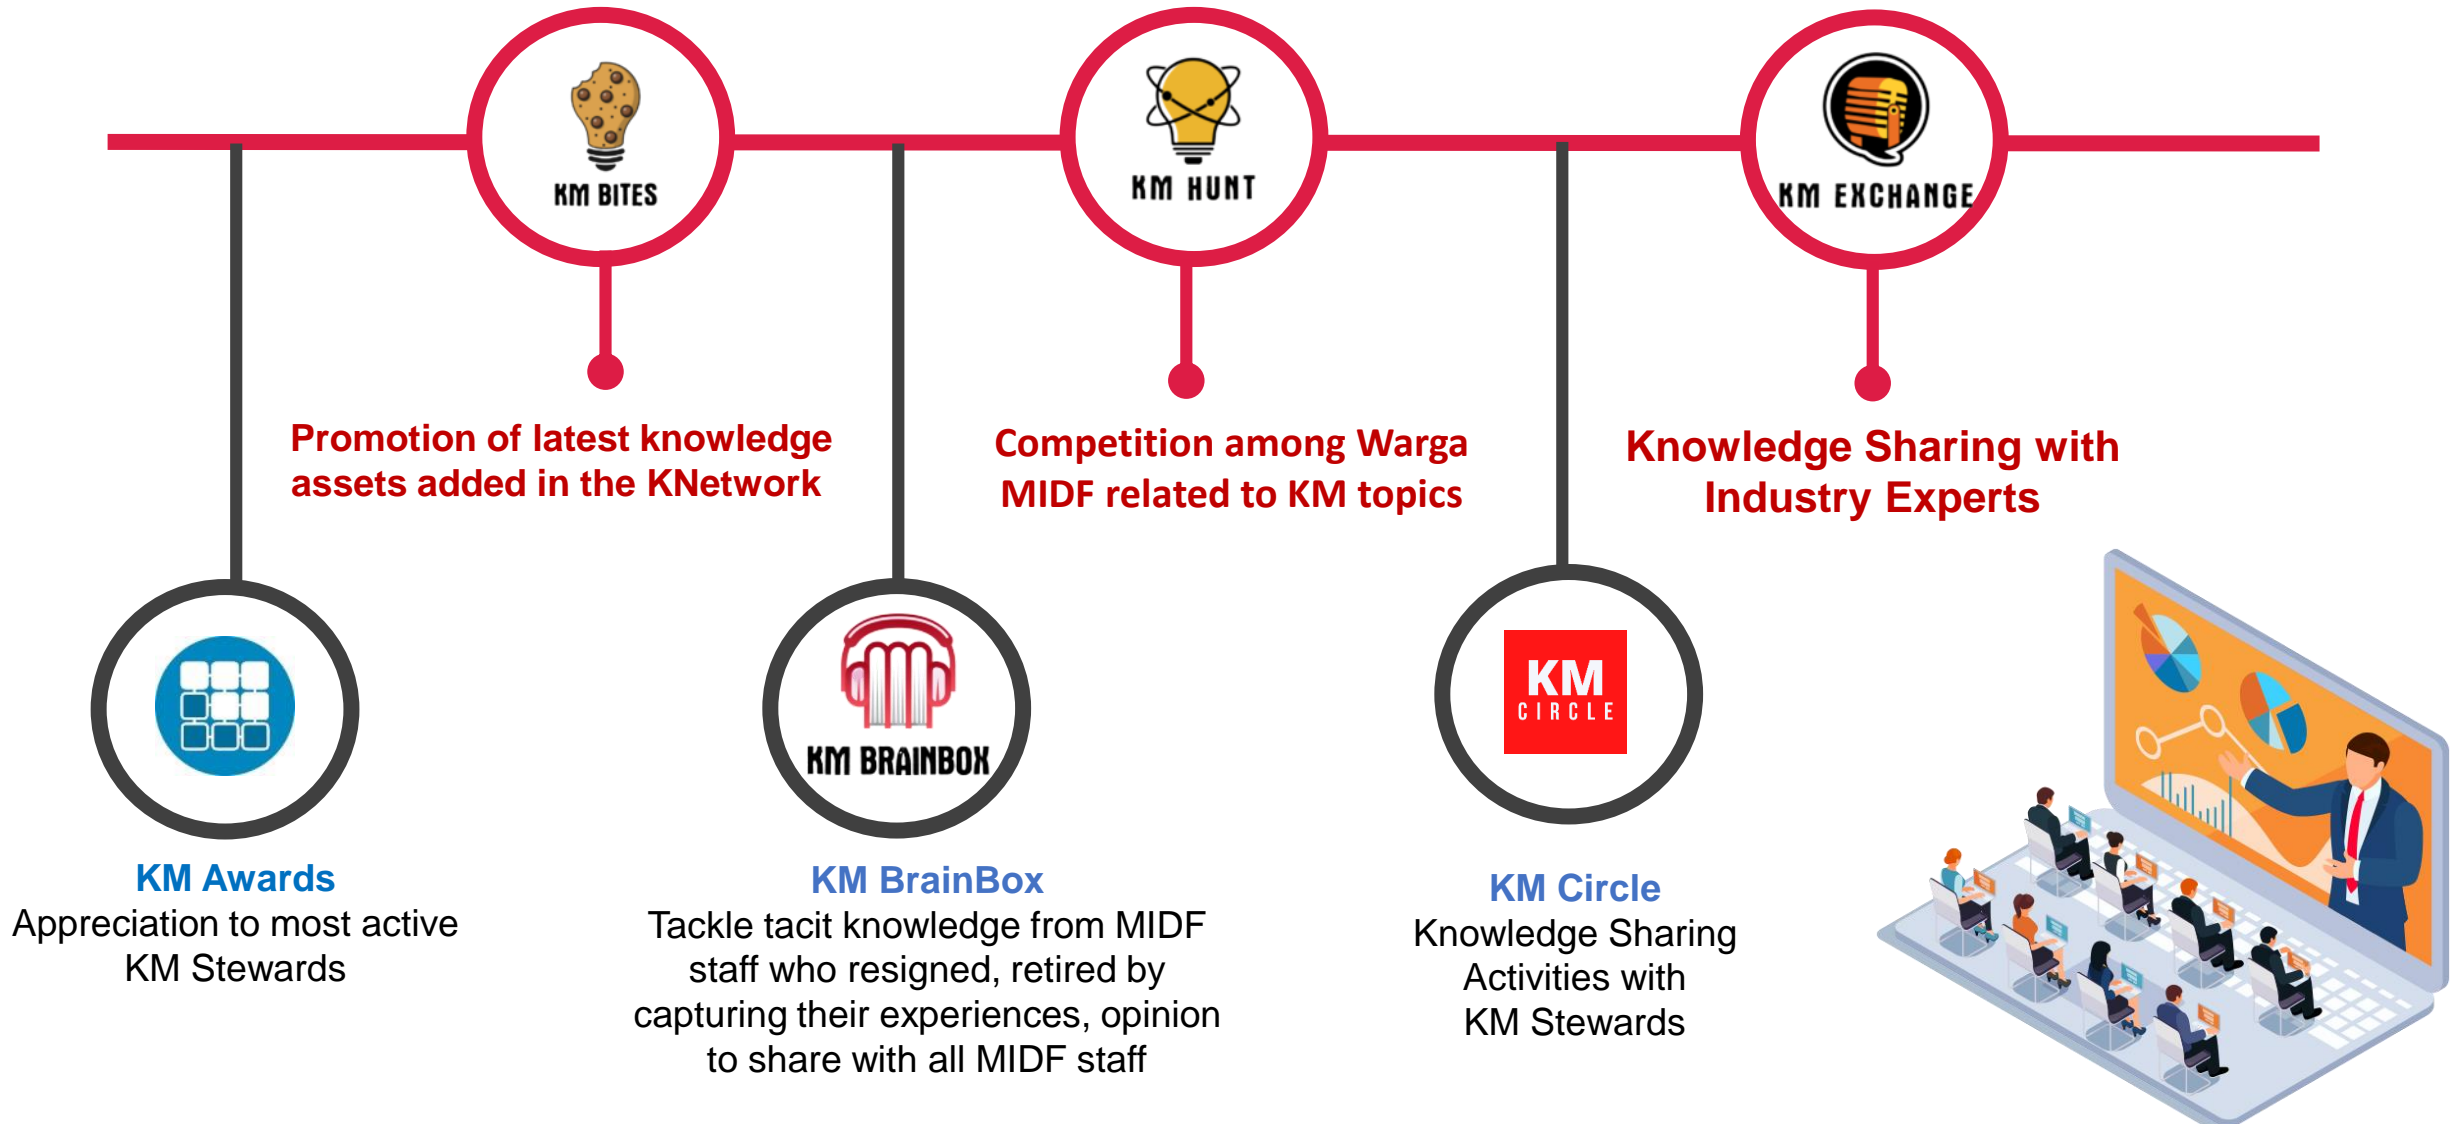 KM BITES
KM HUNT
KM EXCHANGE
Promotion of latest knowledge
assets added in the KNetwork
Competition among Warga
MIDF related to KM topics
Knowledge Sharing with
Industry Experts
KM BRAINBOX
KM
CIRCLE
KM Awards
Appreciation to most active
KM Stewards
KM BrainBox
Tackle tacit knowledge from MIDF
staff who resigned, retired by
capturing their experiences, opinion
to share with all MIDF staff
KM Circle
Knowledge Sharing
Activities with
KM Stewards